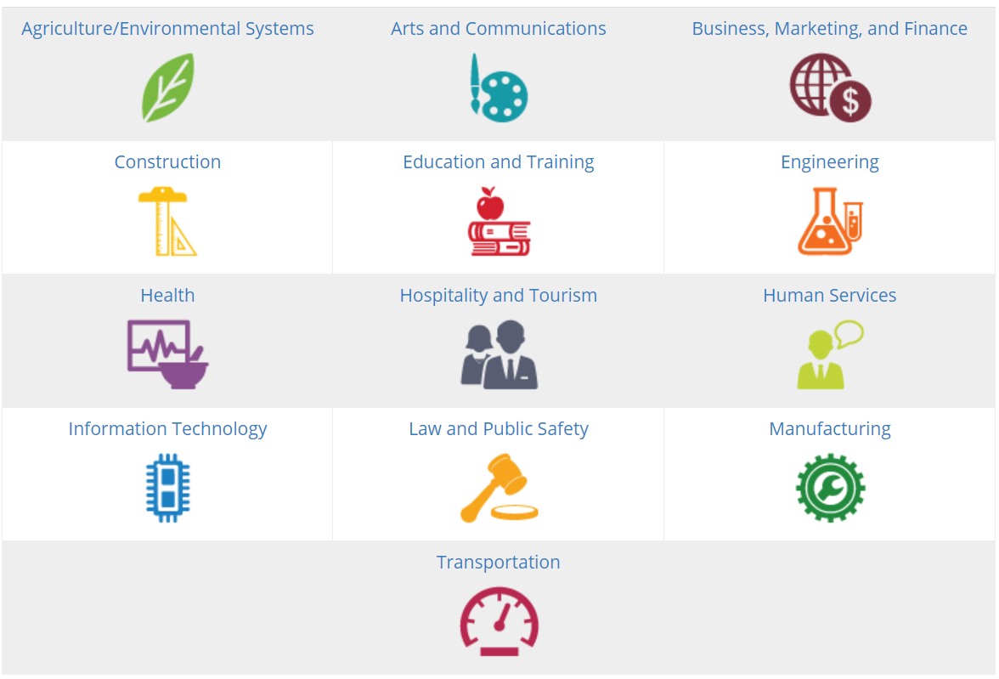 Agriculture/Environmental Systems
Arts and Communications
Business, Marketing, and Finance
$
Construction
Education and Training
Engineering
Health
Hospitality and Tourism
Human Services
Information Technology
Law and Public Safety
Manufacturing
Transportation